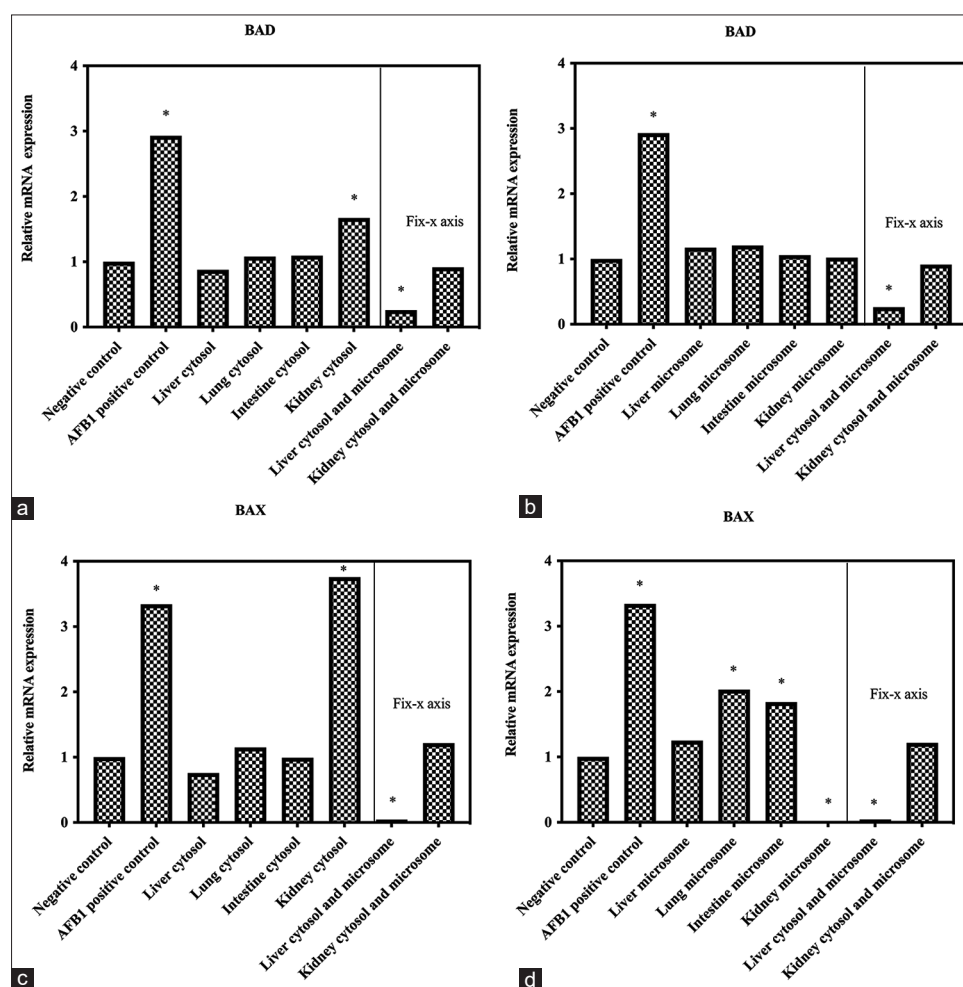 BAD
Relative mRNA expression
4
3
2
1
0
*
*
*
Fix-x axis
Negative control
AFB1 positive control
Liver cytosol
Lung cytosol
Intestine cytosol
Kidney cytosol
Liver cytosol and microsome
Kidney cytosol and microsome
a
BAD
Relative mRNA expression
4
3
2
1
0
*
*
Fix-x axis
Negative control
AFB1 positive control
Liver microsome
Lung microsome
Intestine microsome
Kidney microsome
Liver cytosol and microsome
Kidney cytosol and microsome
b
BAX
Relative mRNA expression
4
3
2
1
0
*
*
*
Fix-x axis
Negative control
AFB1 positive control
Liver cytosol
Lung cytosol
Intestine cytosol
Kidney cytosol
Liver cytosol and microsome
Kidney cytosol and microsome
c
BAX
Relative mRNA expression
4
3
2
1
0
*
*
*
*
*
Fix-x axis
Negative control
AFB1 positive control
Liver microsome
Lung microsome
Intestine microsome
Kidney microsome
Liver cytosol and microsome
Kidney cytosol and microsome
d